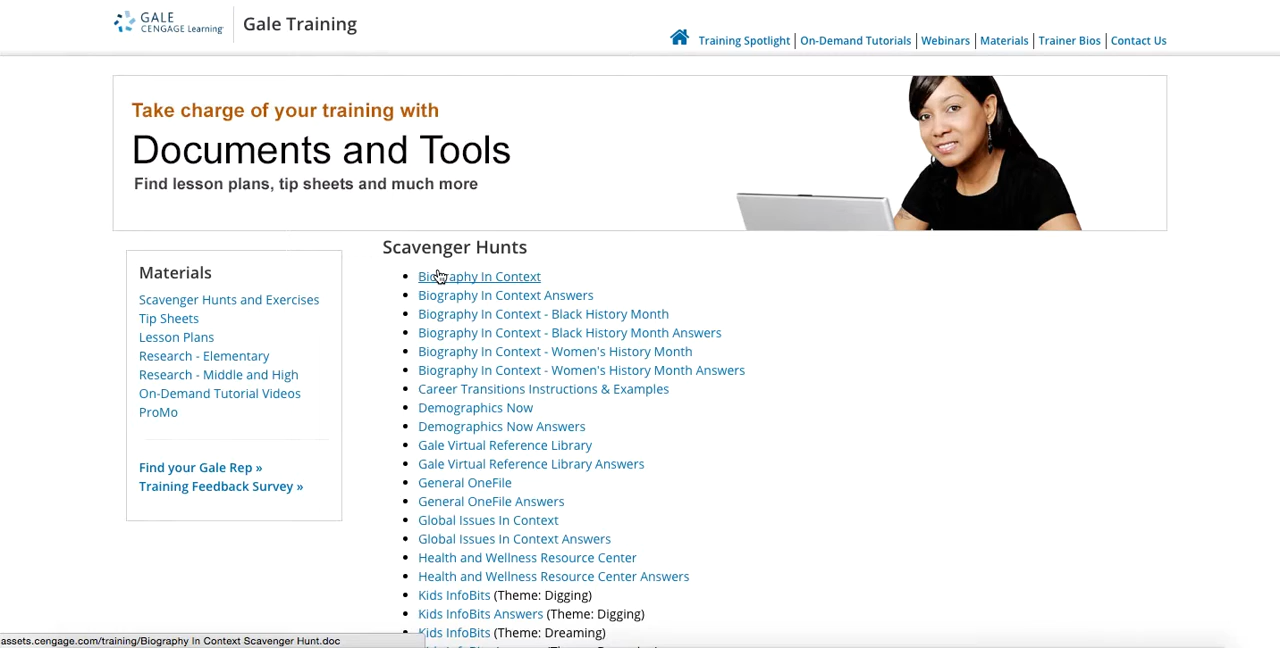 GALE
CENGAGE Learning
Gale Training
Training Spotlight
On-Demand Tutorials
Webinars
Materials
Trainer Bios
Contact Us
Take charge of your training with
Documents and Tools
Find lesson plans, tip sheets and much more
Materials
Scavenger Hunts and Exercises
Tip Sheets
Lesson Plans
Research - Elementary
Research - Middle and High
On-Demand Tutorial Videos
ProMo
Find your Gale Rep »
Training Feedback Survey »
Scavenger Hunts
Biography In Context
Biography In Context Answers
Biography In Context - Black History Month
Biography In Context - Black History Month Answers
Biography In Context - Women's History Month
Biography In Context - Women's History Month Answers
Career Transitions Instructions & Examples
Demographics Now
Demographics Now Answers
Gale Virtual Reference Library
Gale Virtual Reference Library Answers
General OneFile
General OneFile Answers
Global Issues In Context
Global Issues In Context Answers
Health and Wellness Resource Center
Health and Wellness Resource Center Answers
Kids InfoBits (Theme: Digging)
Kids InfoBits Answers (Theme: Digging)
Kids InfoBits (Theme: Dreaming)
assets.cengage.com/training/Biography In Context Scavenger Hunt.doc